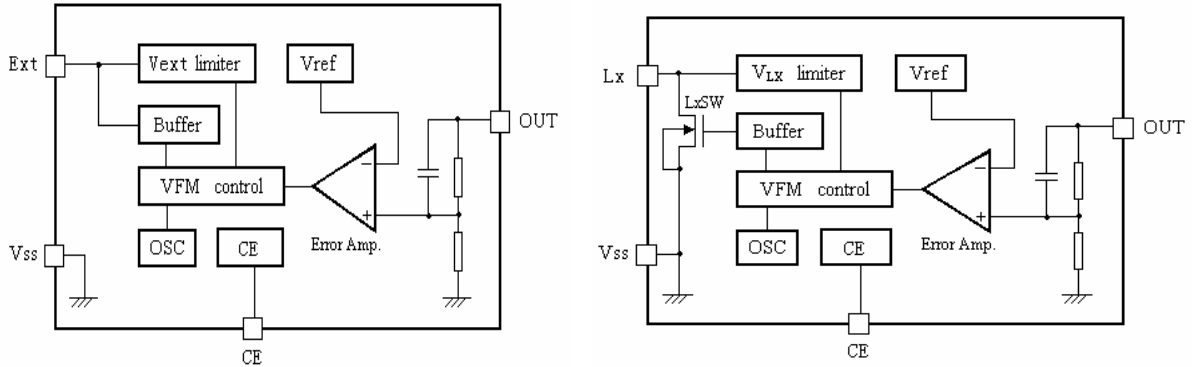 Ext
Vext limiter
Vref
Buffer
OUT
VFM control
−
+
Error Amp.
OSC
CE
Vss
CE
Lx
VLX limiter
Vref
LxSW
Buffer
OUT
VFM control
−
+
Error Amp.
OSC
CE
Vss
CE